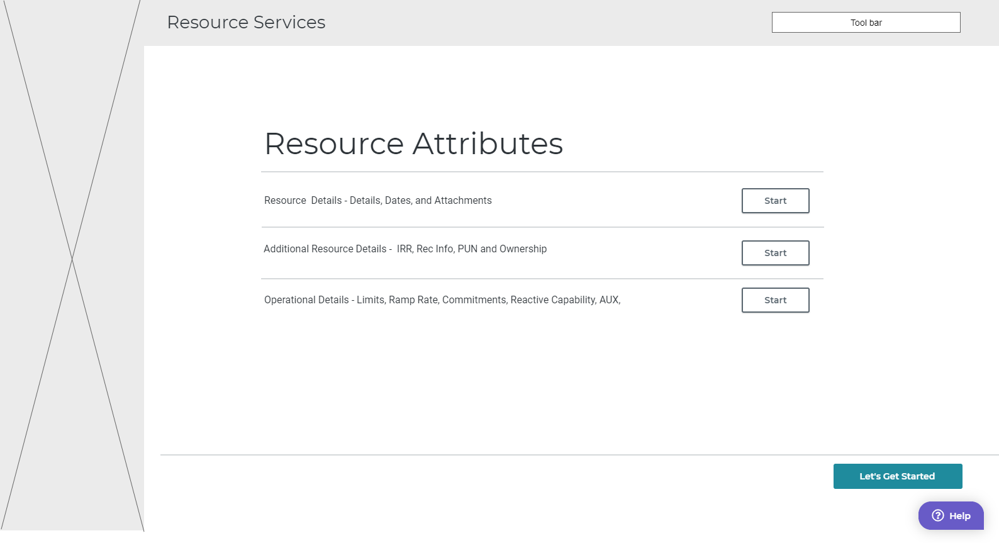 Resource Services
Tool bar
Resource Attributes
Resource  Details - Details, Dates, and Attachments
Start
Additional Resource Details -  IRR, Rec Info, PUN and Ownership
Start
Operational Details - Limits, Ramp Rate, Commitments, Reactive Capability, AUX,
Start
Let's Get Started
Help